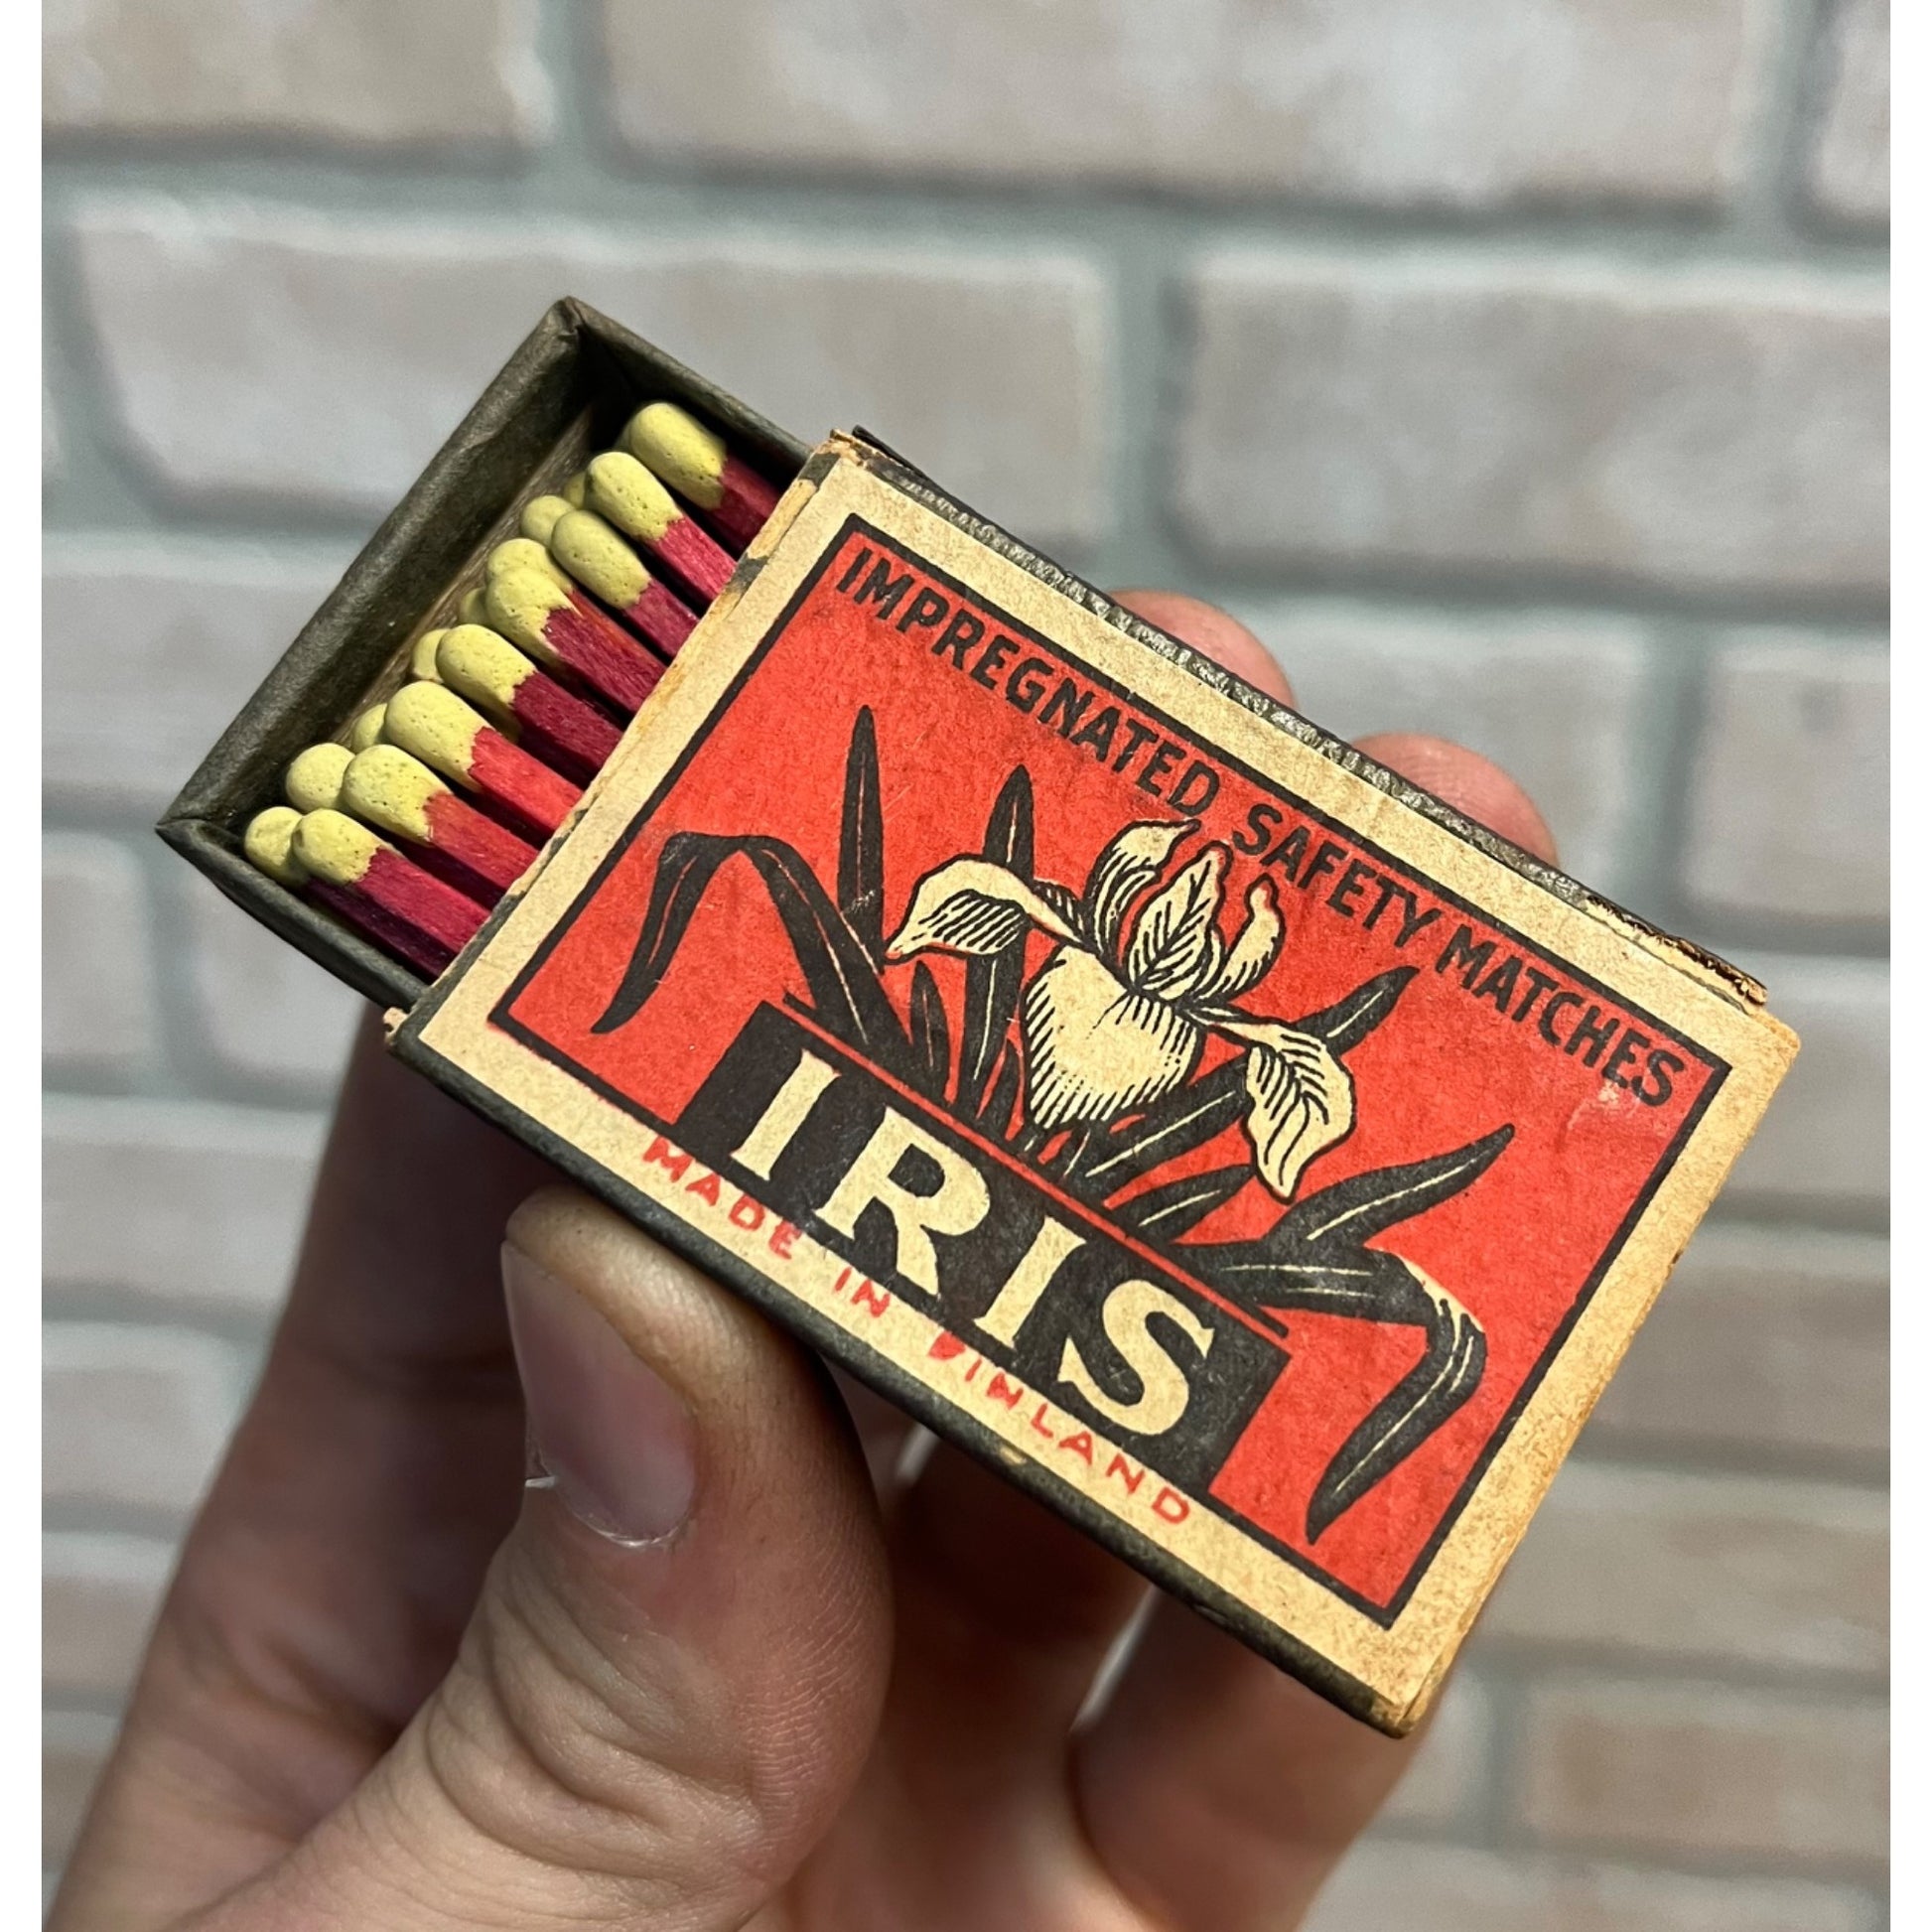 IMPREGNATED SAFETY MATCHES
IRIS
MADE IN FINLAND